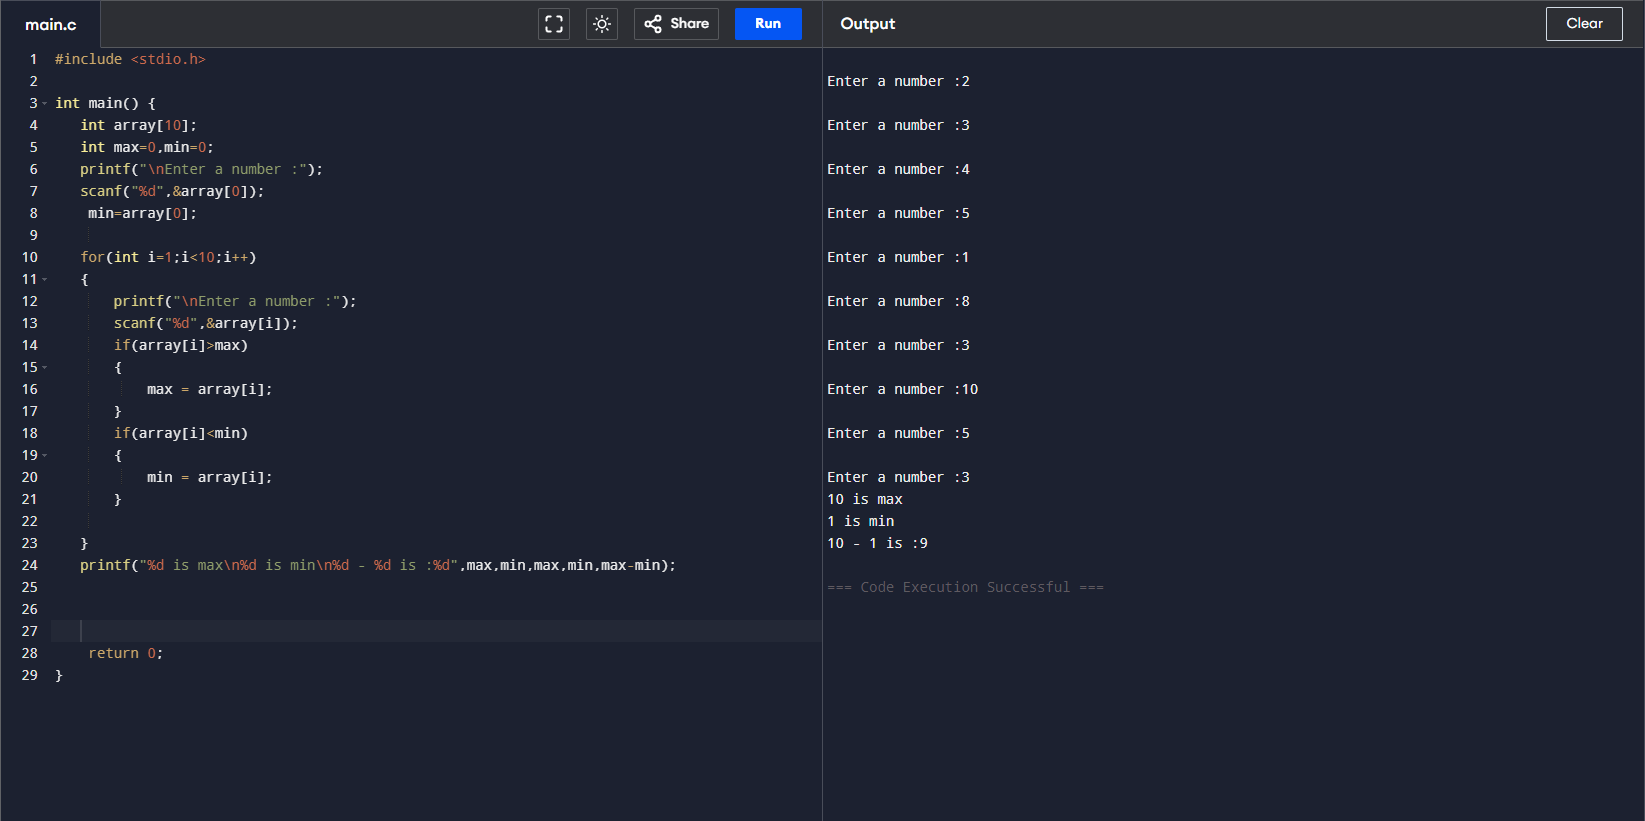 main.c
Share
Run
Output
Clear
1 #include <stdio.h>
2
3 int main() {
4 int array[10];
5 int max=0,min=0;
6 printf("\nEnter a number :");
7 scanf("%d",&array[0]);
8 min=array[0];
9
10 for(int i=1;i<10;i++)
11 {
12 printf("\nEnter a number :");
13 scanf("%d",&array[i]);
14 if(array[i]>max)
15 {
16 max = array[i];
17 }
18 if(array[i]<min)
19 {
20 min = array[i];
21 }
22
23 }
24 printf("%d is max\n%d is min\n%d - %d is :%d",max,min,max,min,max-min);
25
26
27
28 return 0;
29 }
Enter a number :2
Enter a number :3
Enter a number :4
Enter a number :5
Enter a number :1
Enter a number :8
Enter a number :3
Enter a number :10
Enter a number :5
Enter a number :3
10 is max
1 is min
10 - 1 is :9
=== Code Execution Successful ===